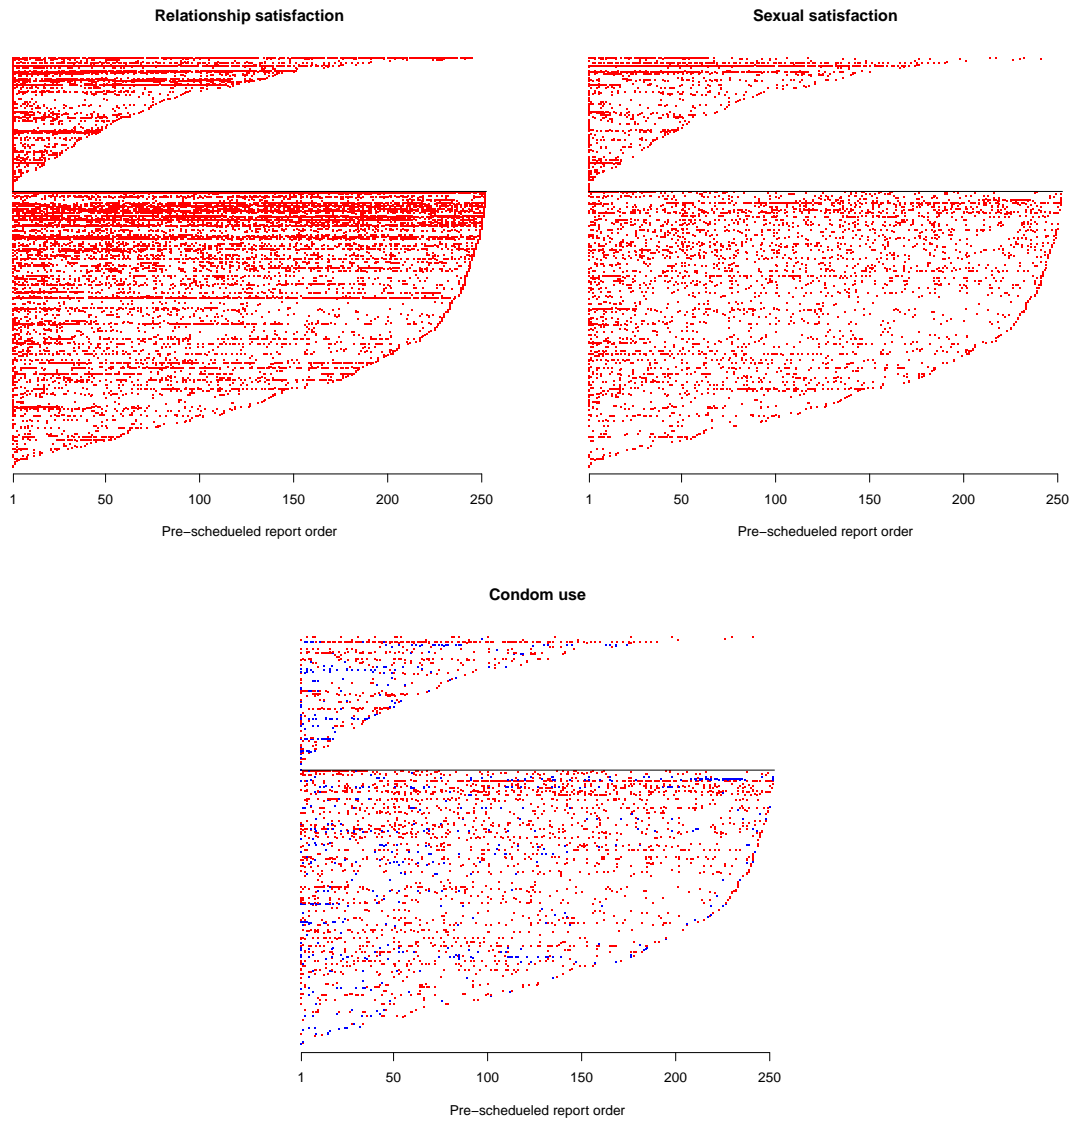 Relationship satisfaction
Sexual satisfaction
1 50 100 150 200 250
Pre−schedueled report order
1 50 100 150 200 250
Pre−schedueled report order
Condom use
1 50 100 150 200 250
Pre−schedueled report order